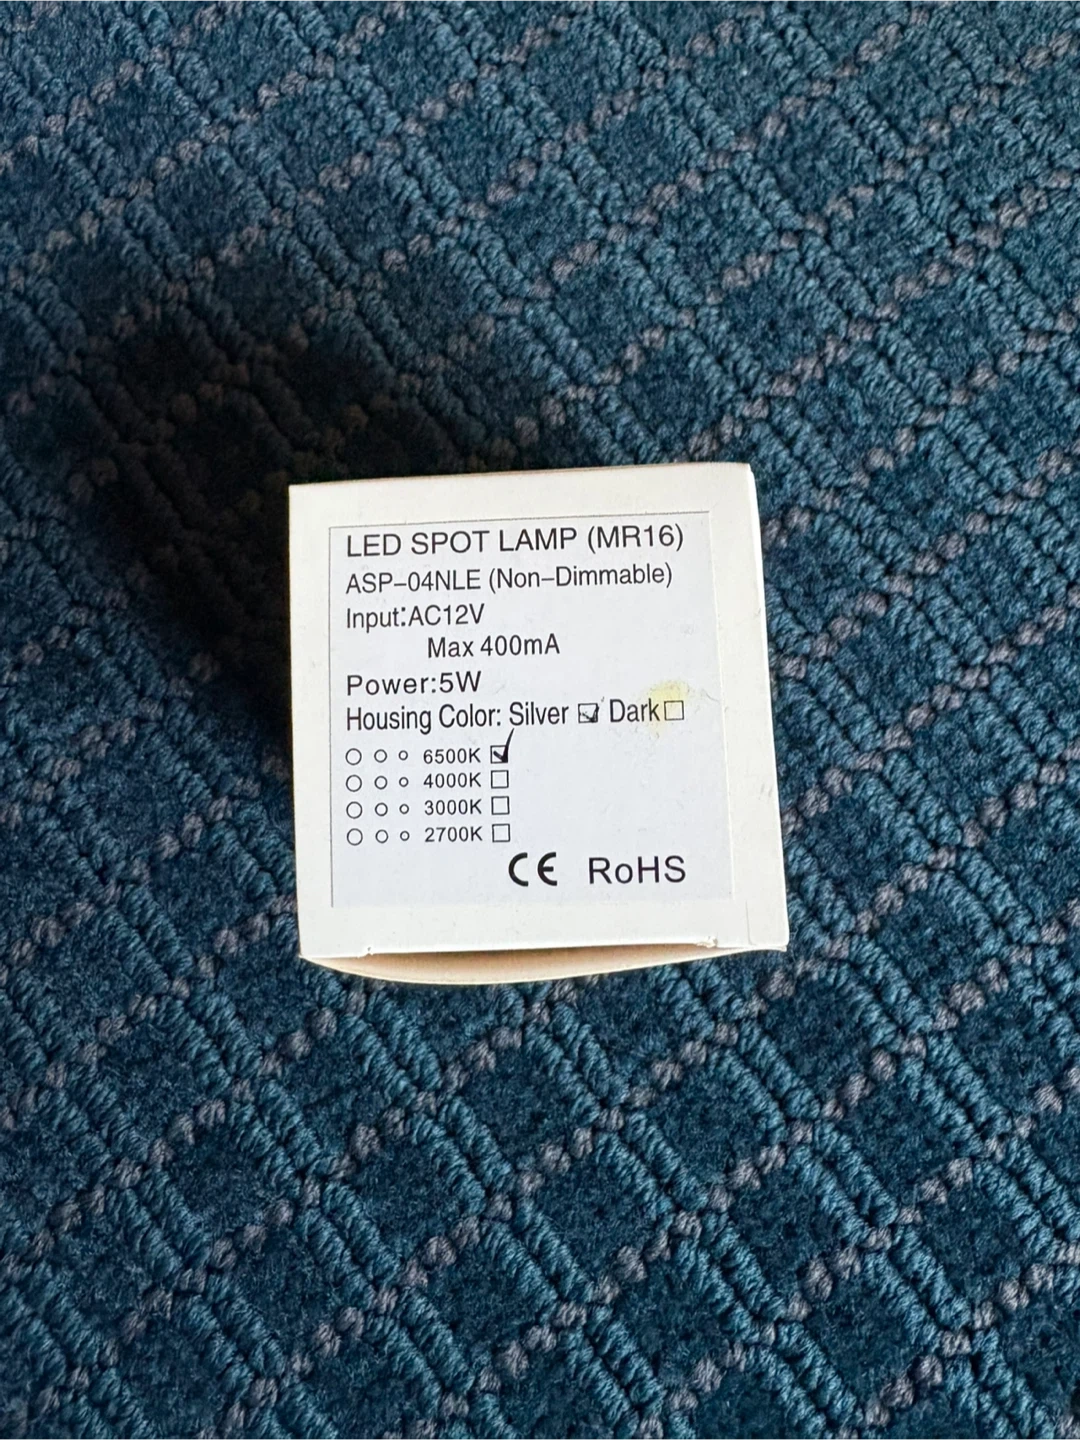 LED SPOT LAMP (MR16)
ASP-04NLE (Non-Dimmable)
Input:AC12V
Max 400mA
Power:5W
Housing Color: Silver ☑ Dark☐
○ ○ ○ 6500K ☑
○ ○ ○ 4000K ☐
○ ○ ○ 3000K ☐
○ ○ ○ 2700K ☐
CE RoHS